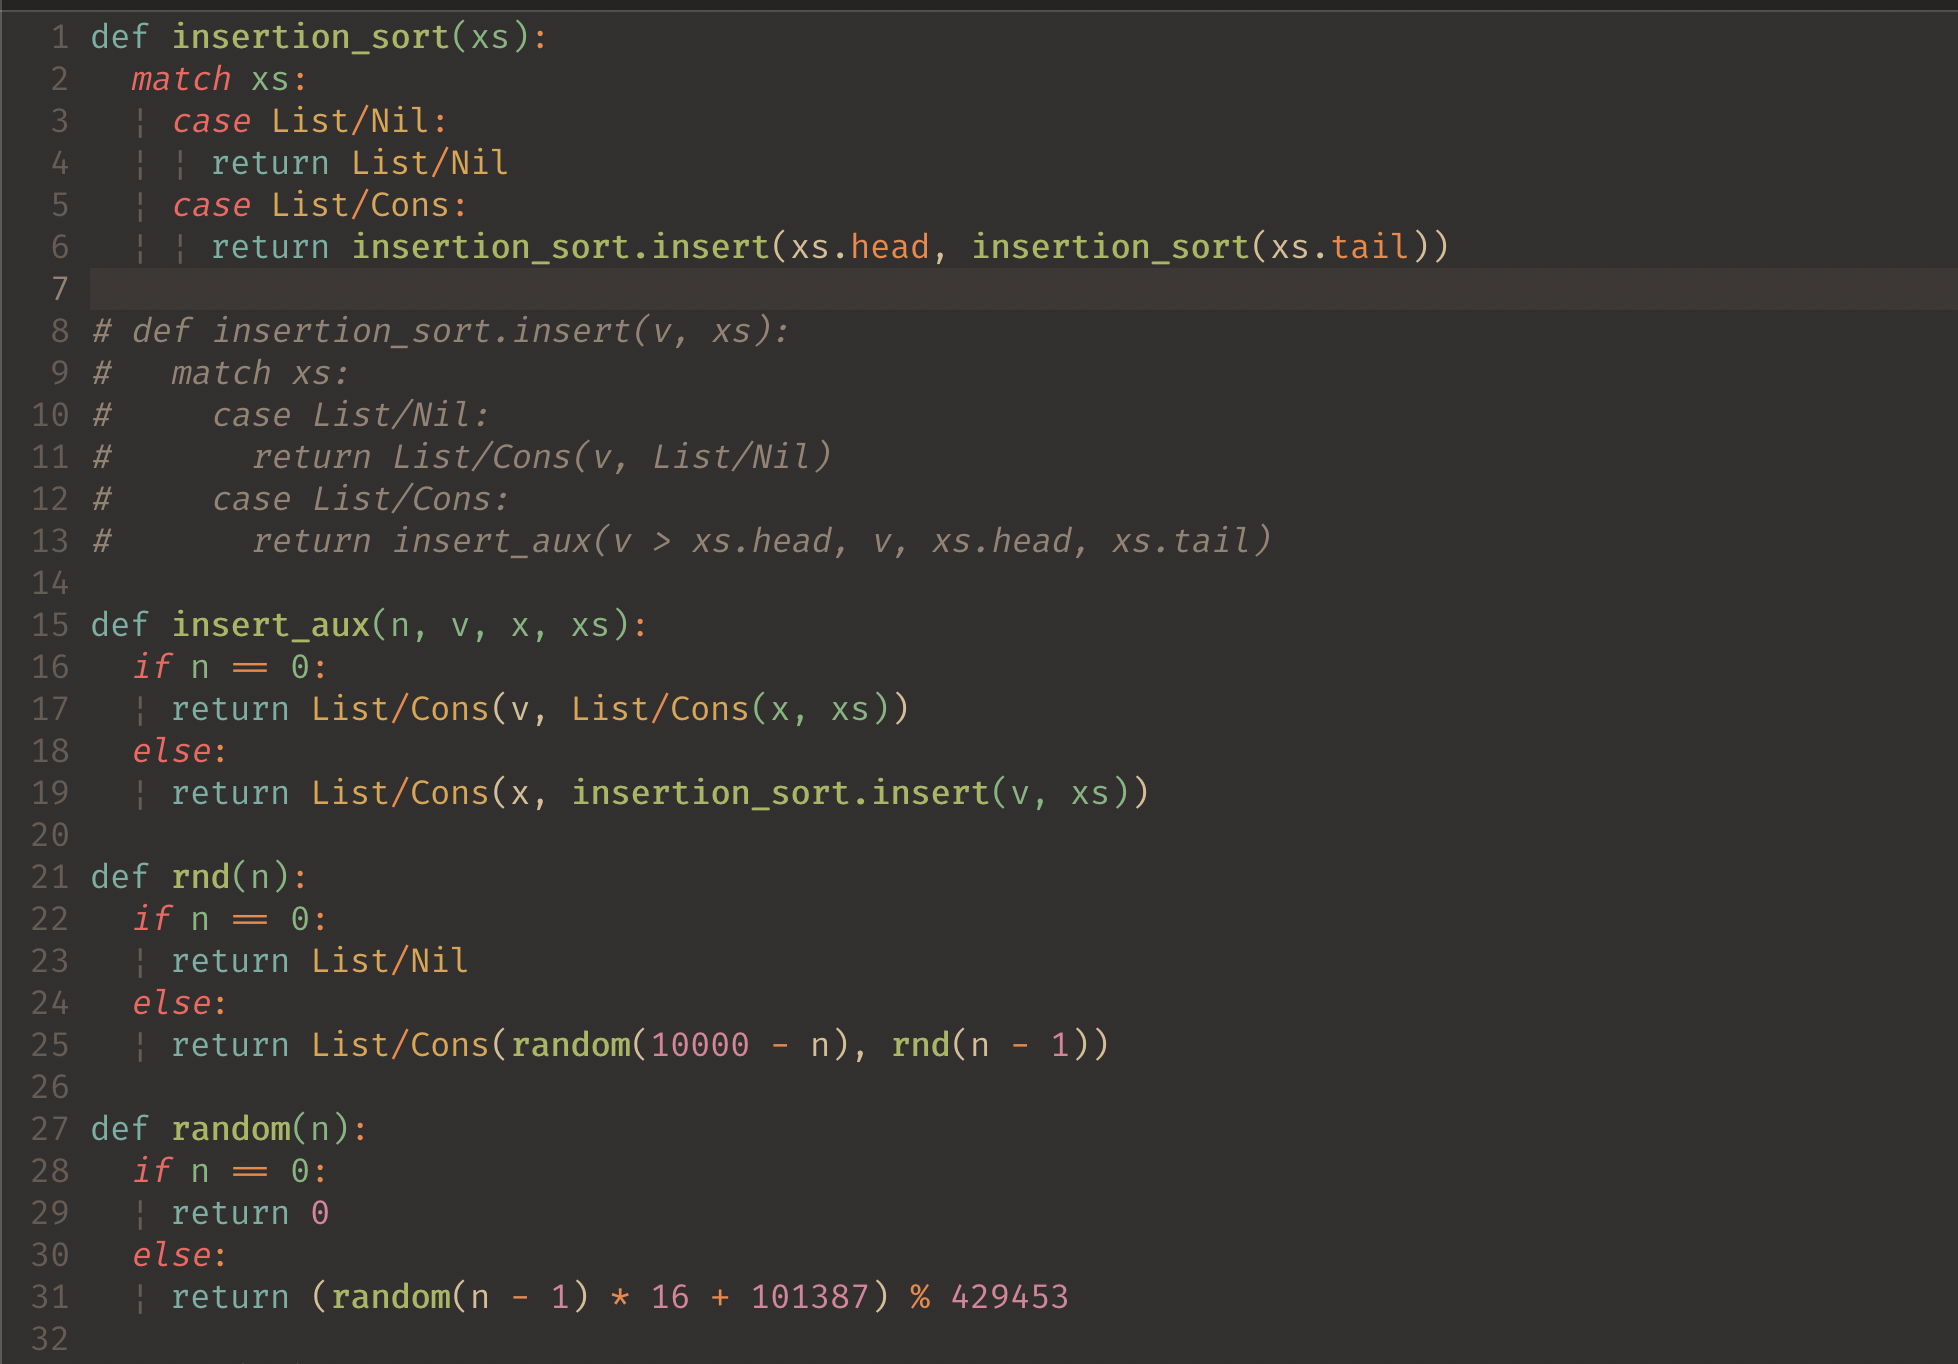 1 def insertion_sort(xs):
2   match xs:
3     case List/Nil:
4       return List/Nil
5     case List/Cons:
6       return insertion_sort.insert(xs.head, insertion_sort(xs.tail))
7
8 # def insertion_sort.insert(v, xs):
9 #   match xs:
10 #     case List/Nil:
11 #       return List/Cons(v, List/Nil)
12 #     case List/Cons:
13 #       return insert_aux(v > xs.head, v, xs.head, xs.tail)
14
15 def insert_aux(n, v, x, xs):
16   if n == 0:
17     return List/Cons(v, List/Cons(x, xs))
18   else:
19     return List/Cons(x, insertion_sort.insert(v, xs))
20
21 def rnd(n):
22   if n == 0:
23     return List/Nil
24   else:
25     return List/Cons(random(10000 - n), rnd(n - 1))
26
27 def random(n):
28   if n == 0:
29     return 0
30   else:
31     return (random(n - 1) * 16 + 101387) % 429453
32